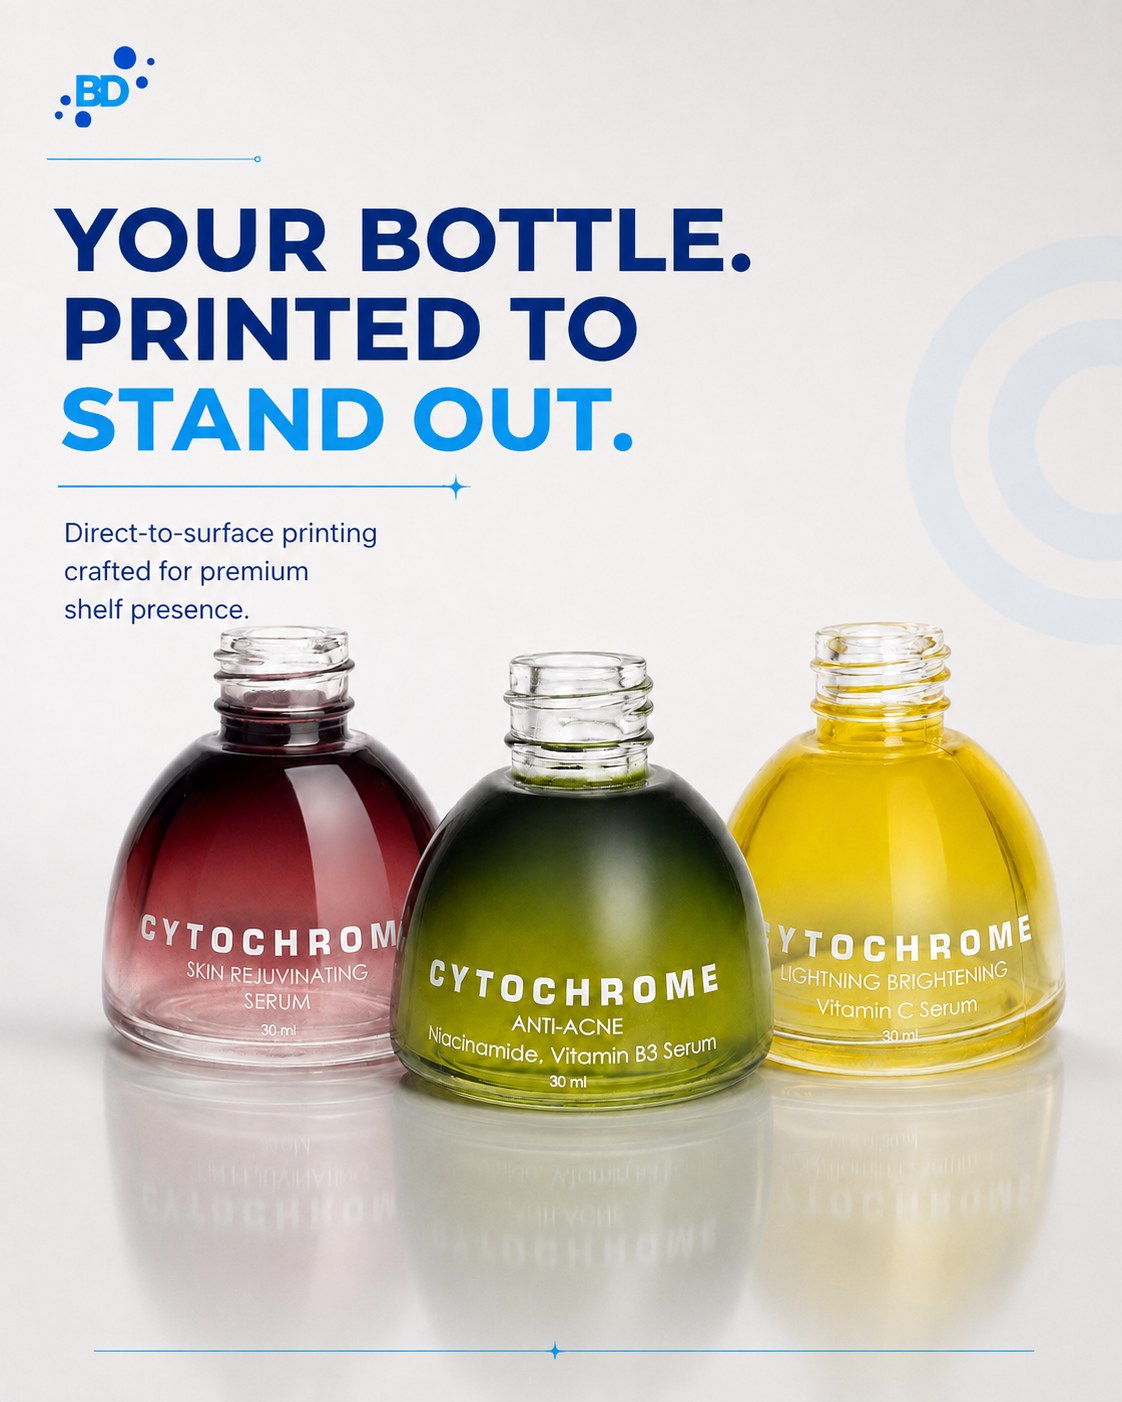 BD
YOUR BOTTLE.
PRINTED TO
STAND OUT.
Direct-to-surface printing
crafted for premium
shelf presence.
CYTOCHROM
SKIN REJUVINATING
SERUM
30 ml
CYTOCHROME
ANTI-ACNE
Niacinamide, Vitamin B3 Serum
30 ml
CYTOCHROME
LIGHTNING BRIGHTENING
Vitamin C Serum
30 ml